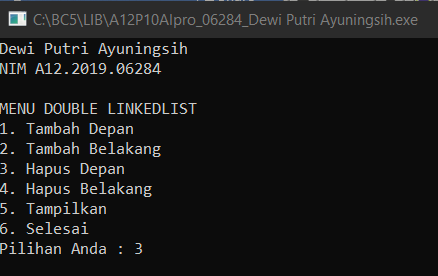 C:\BC5\LIB\A12P10AIpro_06284_Dewi Putri Ayuningsih.exe
Dewi Putri Ayuningsih
NIM A12.2019.06284
MENU DOUBLE LINKEDLIST
1. Tambah Depan
2. Tambah Belakang
3. Hapus Depan
4. Hapus Belakang
5. Tampilkan
6. Selesai
Pilihan Anda : 3